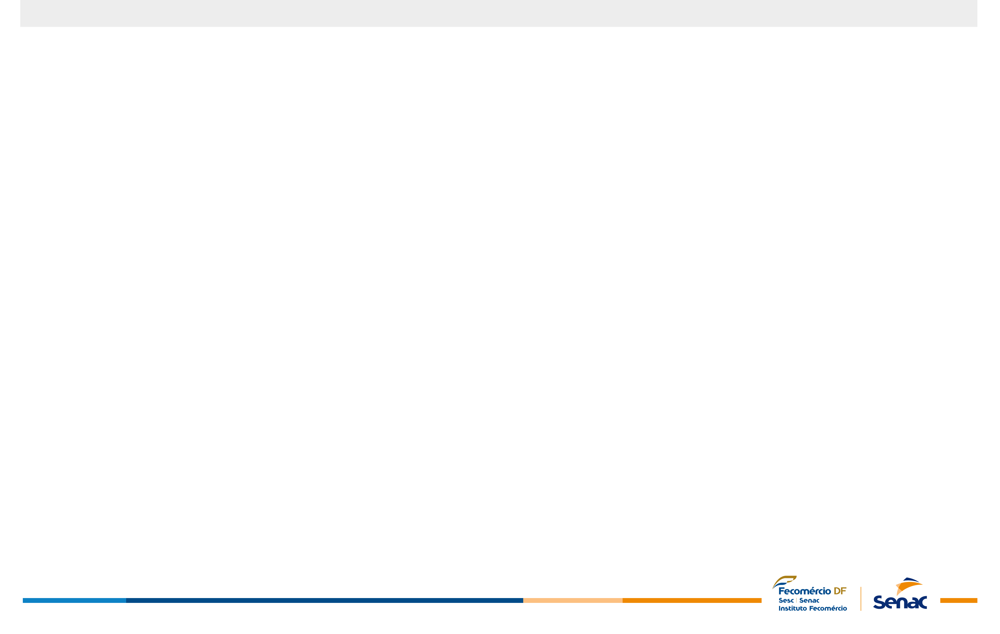 Fecomércio DF
Sesc | Senac
Instituto Fecomércio
Senac